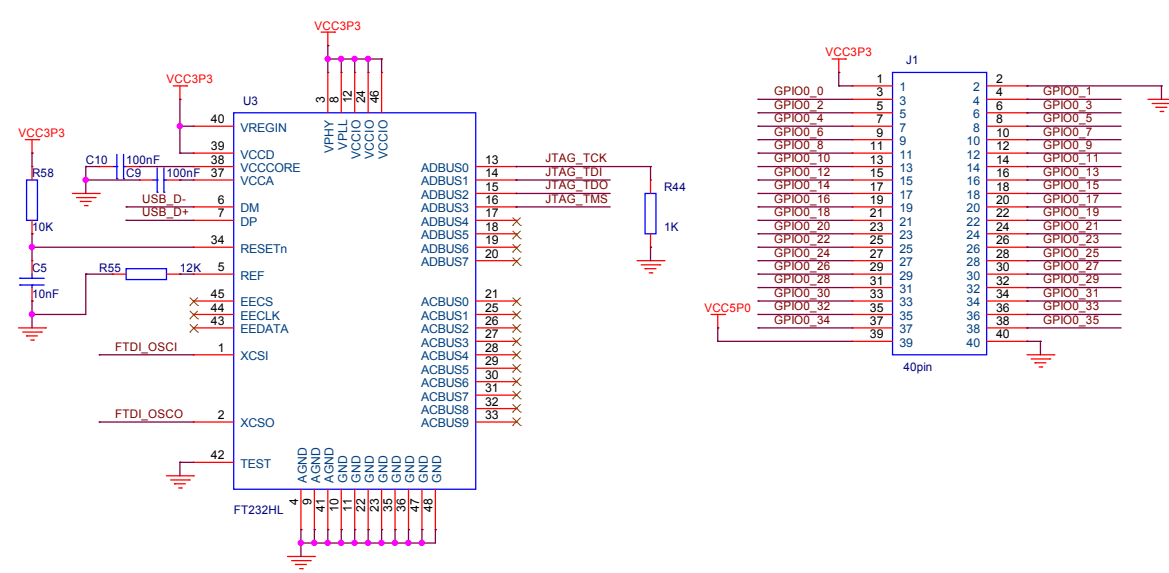 VCC3P3
VCC3P3
VCC3P3
U3
3
8
12
24
46
VPHY
VPLL
VCCIO
VCCIO
VCCIO
40 VREGIN
39 VCCD
C10 100nF 38 VCCCORE
C9 100nF 37 VCCA
R58
10K
USB_D- 6 DM
USB_D+ 7 DP
34 RESETn
C5
10nF
R55 12K 5 REF
45 EECS
44 EECLK
43 EEDATA
FTDI_OSCI 1 XCSI
FTDI_OSCO 2 XCSO
42 TEST
ADBUS0 13 JTAG_TCK
ADBUS1 14 JTAG_TDI
ADBUS2 15 JTAG_TDO
ADBUS3 16 JTAG_TMS
ADBUS4 17
ADBUS5 18
ADBUS6 19
ADBUS7 20
R44
1K
ACBUS0 21
ACBUS1 25
ACBUS2 26
ACBUS3 27
ACBUS4 28
ACBUS5 29
ACBUS6 30
ACBUS7 31
ACBUS8 32
ACBUS9 33
AGND
AGND
AGND
GND
GND
GND
GND
GND
GND
GND
GND
4
9
41
10
11
22
23
35
36
47
48
FT232HL
VCC3P3
J1
1 1 2 2
GPIO0_0 3 3 4 4 GPIO0_1
GPIO0_2 5 5 6 6 GPIO0_3
GPIO0_4 7 7 8 8 GPIO0_5
GPIO0_6 9 9 10 10 GPIO0_7
GPIO0_8 11 11 12 12 GPIO0_9
GPIO0_10 13 13 14 14 GPIO0_11
GPIO0_12 15 15 16 16 GPIO0_13
GPIO0_14 17 17 18 18 GPIO0_15
GPIO0_16 19 19 20 20 GPIO0_17
GPIO0_18 21 21 22 22 GPIO0_19
GPIO0_20 23 23 24 24 GPIO0_21
GPIO0_22 25 25 26 26 GPIO0_23
GPIO0_24 27 27 28 28 GPIO0_25
GPIO0_26 29 29 30 30 GPIO0_27
GPIO0_28 31 31 32 32 GPIO0_29
GPIO0_30 33 33 34 34 GPIO0_31
GPIO0_32 35 35 36 36 GPIO0_33
GPIO0_34 37 37 38 38 GPIO0_35
VCC5P0 39 39 40 40
40pin